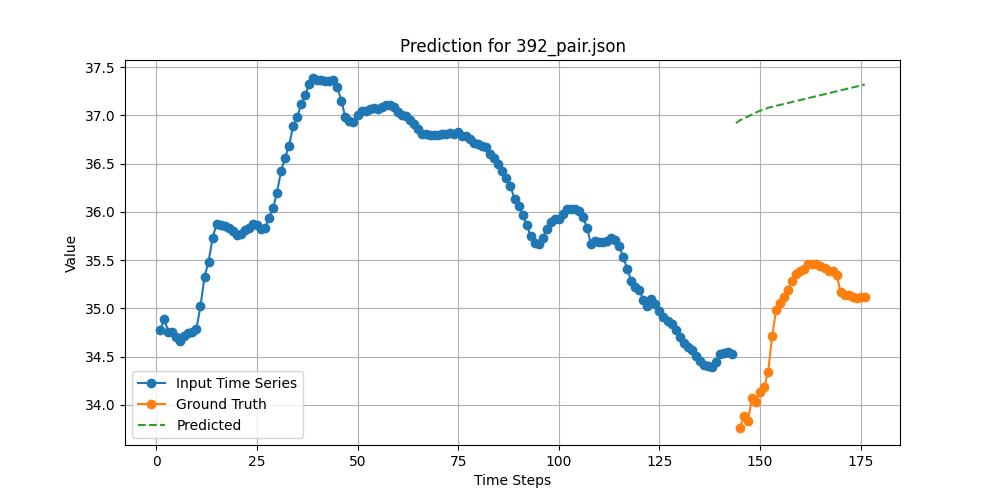 Prediction for 392_pair.json
37.5
37.0
36.5
36.0
35.5
35.0
34.5
34.0
Value
Input Time Series
Ground Truth
Predicted
0 25 50 75 100 125 150 175
Time Steps